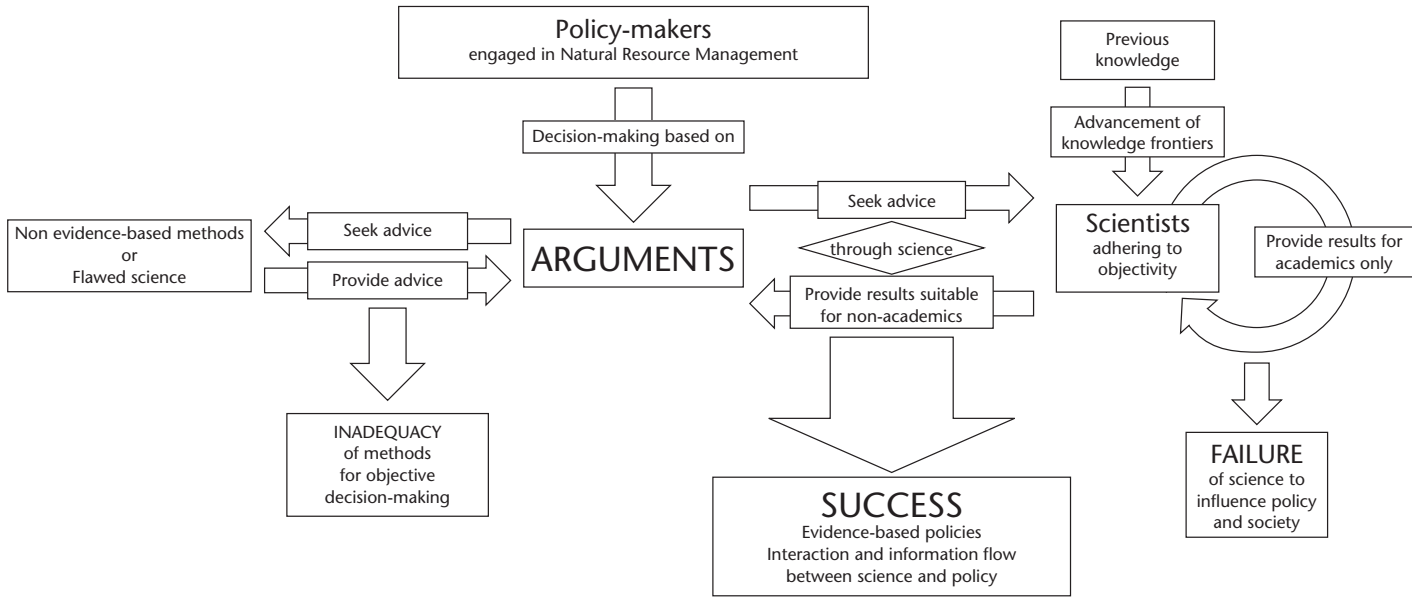 Policy-makers
engaged in Natural Resource Management
Previous
knowledge
Decision-making based on
Advancement of
knowledge frontiers
Seek advice
Seek advice
Non evidence-based methods
or
Flawed science
Provide advice
ARGUMENTS
through science
Provide results suitable
for non-academics
Scientists
adhering to
objectivity
Provide results for
academics only
INADEQUACY
of methods
for objective
decision-making
SUCCESS
Evidence-based policies
Interaction and information flow
between science and policy
FAILURE
of science to
influence policy
and society